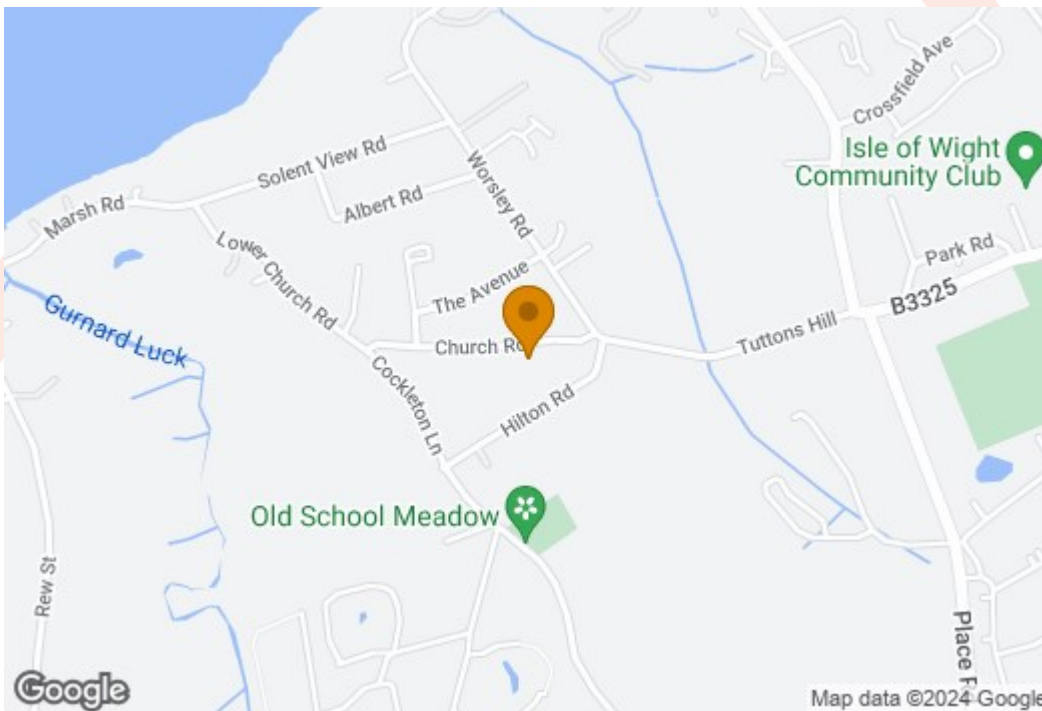 Crossfield Ave
Isle of Wight
Community Club
Solent View Rd
Worsley Rd
Albert Rd
Marsh Rd
Lower Church Rd
Park Rd
The Avenue
B3325
Gurnard Luck
Tuttons Hill
Church Rd
Cockleton Ln
Hilton Rd
Old School Meadow
Rew St
Place R
Google
Map data ©2024 Google